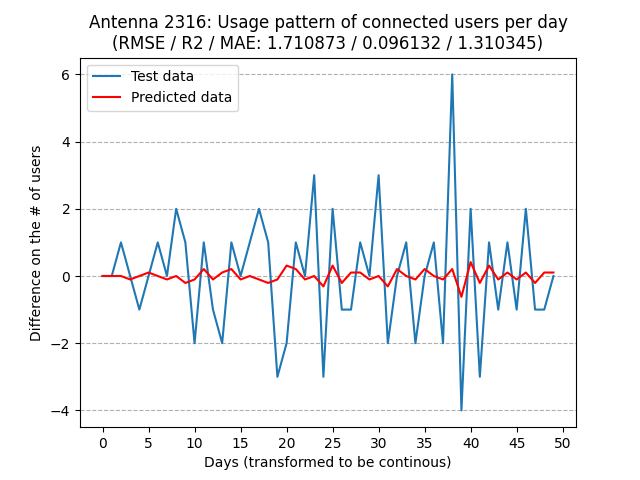 Antenna 2316: Usage pattern of connected users per day
(RMSE / R2 / MAE: 1.710873 / 0.096132 / 1.310345)
Test data
Predicted data
Difference on the # of users
6
4
2
0
−2
−4
0 5 10 15 20 25 30 35 40 45 50
Days (transformed to be continous)